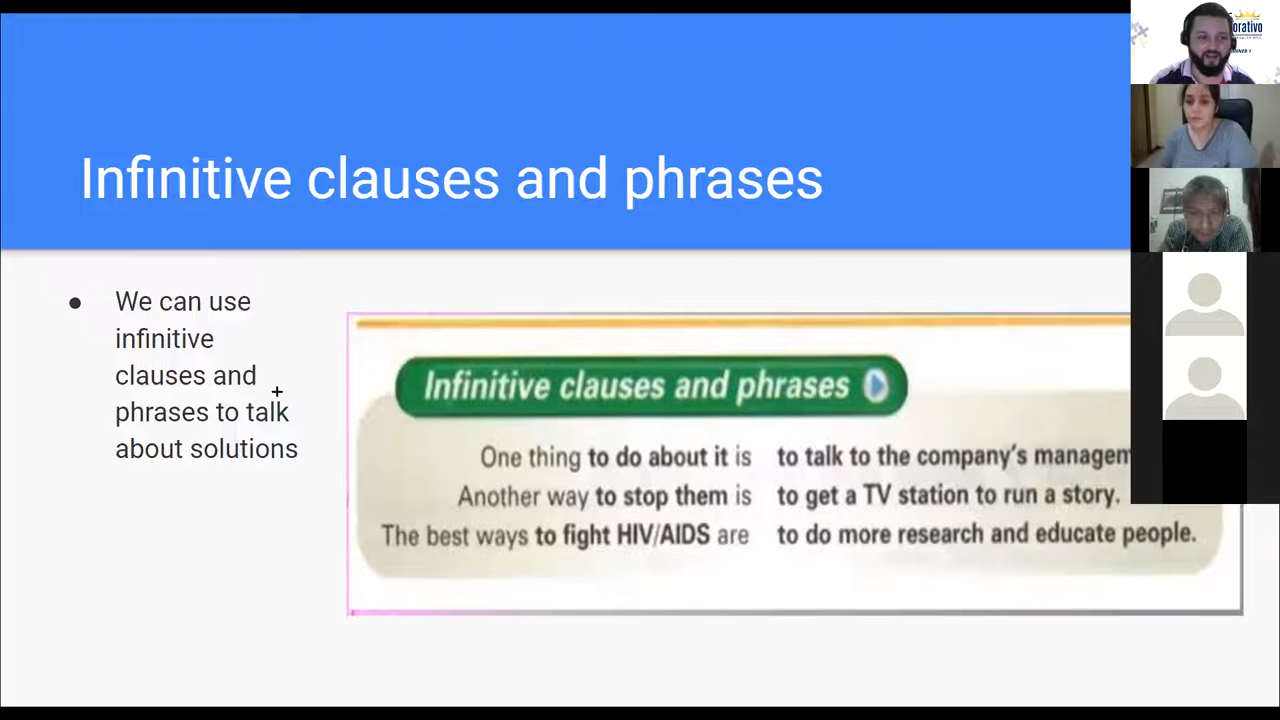 Infinitive clauses and phrases
● We can use
infinitive
clauses and
phrases to talk
about solutions
Infinitive clauses and phrases
One thing to do about it is to talk to the company's managem
Another way to stop them is to get a TV station to run a story.
The best ways to fight HIV/AIDS are to do more research and educate people.
orativo